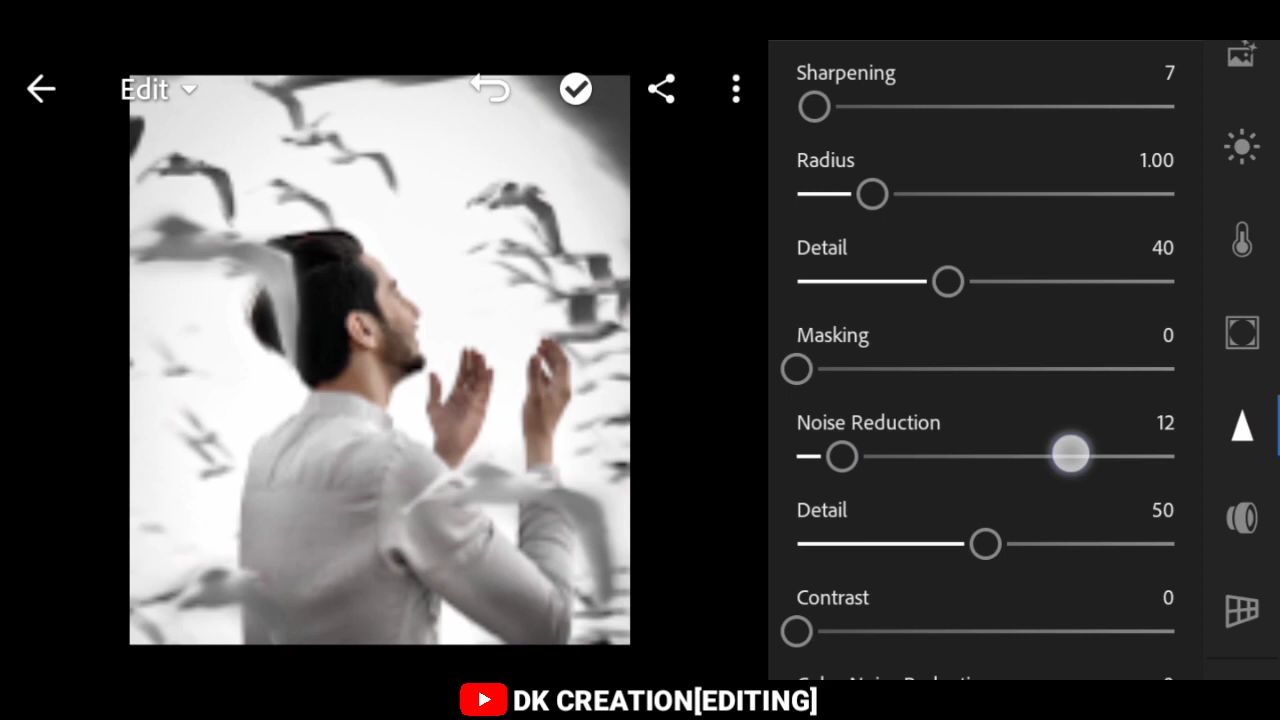 Edit
Sharpening 7
Radius 1.00
Detail 40
Masking 0
Noise Reduction 12
Detail 50
Contrast 0
DK CREATION[EDITING]